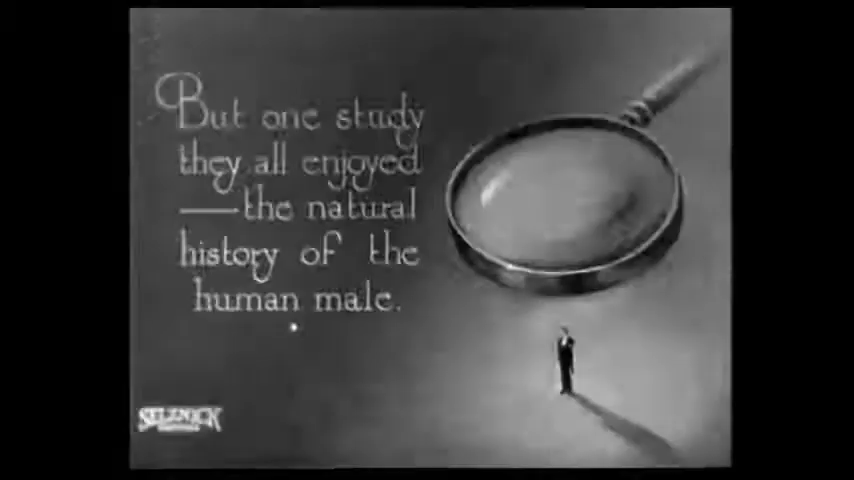 But one study
they all enjoyed
—the natural
history of the
human male.
SELZNICK